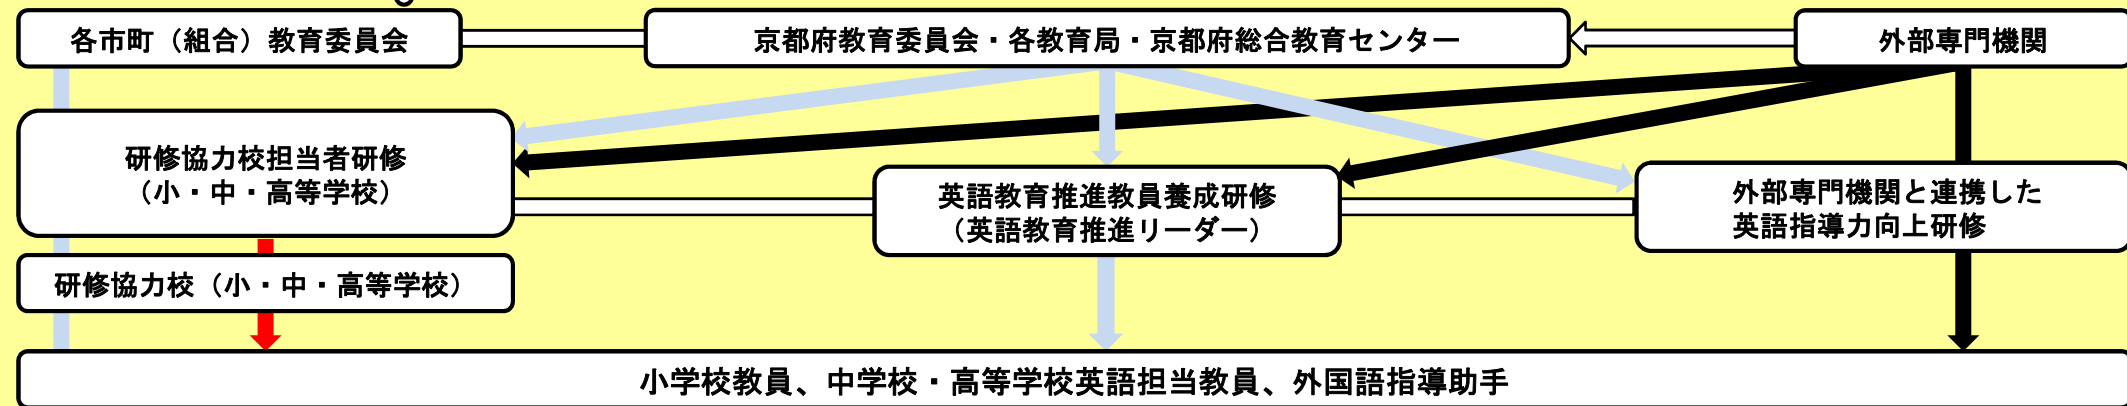 各市町（組合）教育委員会
京都府教育委員会・各教育局・京都府総合教育センター
外部専門機関
研修協力校担当者研修
（小・中・高等学校）
英語教育推進教員養成研修
（英語教育推進リーダー）
外部専門機関と連携した
英語指導力向上研修
研修協力校（小・中・高等学校）
小学校教員、中学校・高等学校英語担当教員、外国語指導助手